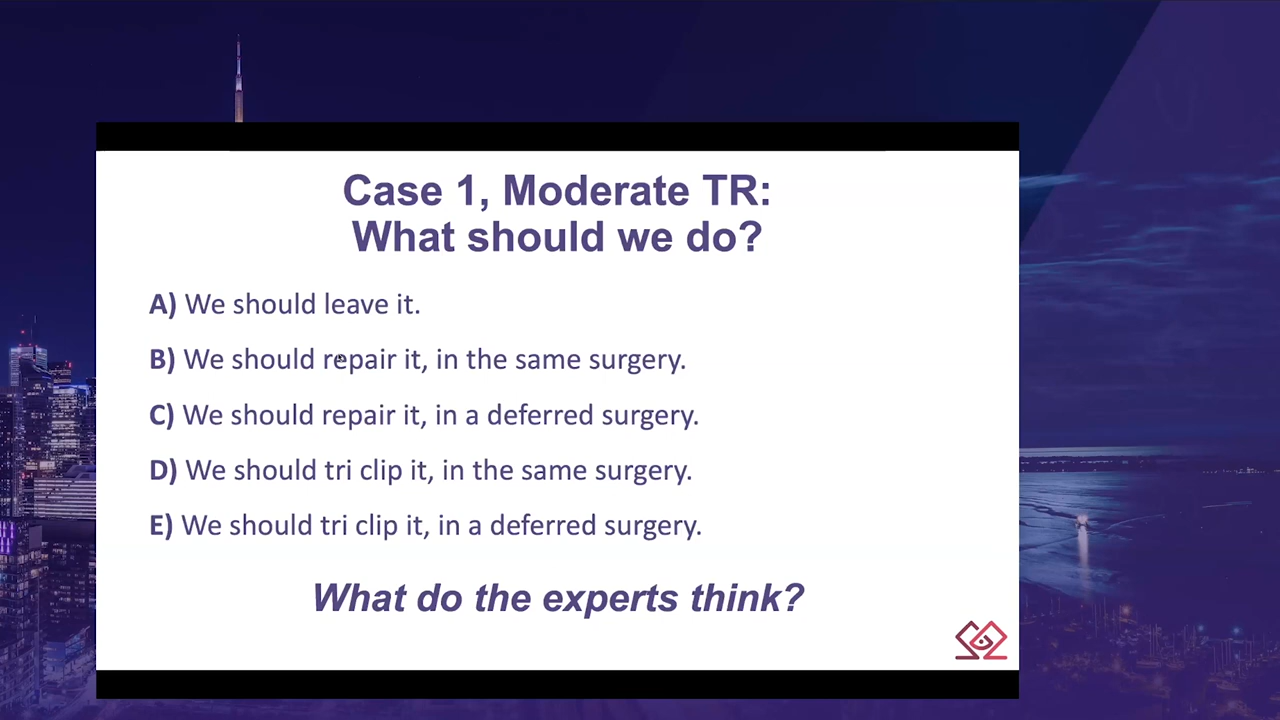 Case 1, Moderate TR:
What should we do?
A) We should leave it.
B) We should repair it, in the same surgery.
C) We should repair it, in a deferred surgery.
D) We should tri clip it, in the same surgery.
E) We should tri clip it, in a deferred surgery.
What do the experts think?